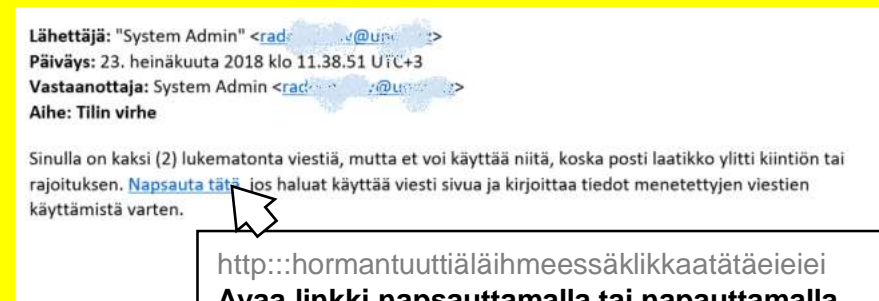 Lähettäjä: "System Admin" <
Päiväys: 23. heinäkuuta 2018 klo 11.38.51 UTC+3
Vastaanottaja: System Admin <
Aihe: Tilin virhe
Sinulla on kaksi (2) lukematonta viestiä, mutta et voi käyttää niitä, koska posti laatikko ylitti kiintiön tai
rajoituksen. Napsauta tätä, jos haluat käyttää viesti sivua ja kirjoittaa tiedot menetettyjen viestien
käyttämistä varten.
http:::hormantuuttiäläihmeessäklikkaatätäeieiei
Avaa linkki napsauttamalla tai napauttamalla